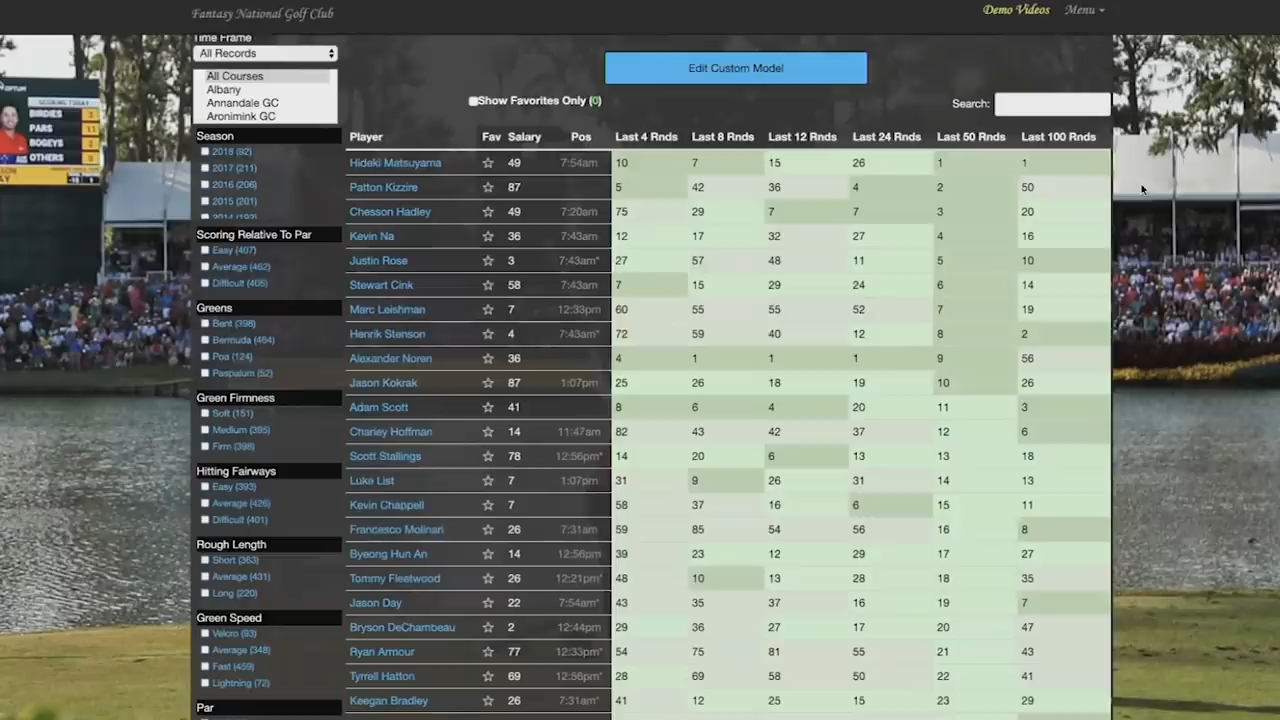 Fantasy National Golf Club
Demo Videos
Menu
OPTUM
SCORING TODAY
BIRDIES 3
PARS 11
BOGEYS
OTHERS 0
Time Frame
All Records
All Courses
Albany
Annandale GC
Aronimink GC
Edit Custom Model
Show Favorites Only (0)
Search:
Season
2018 (92)
2017 (211)
2016 (206)
2015 (201)
2014 (192)
Scoring Relative To Par
Easy (407)
Average (462)
Difficult (405)
Greens
Bent (398)
Bermuda (464)
Poa (124)
Paspalum (52)
Green Firmness
Soft (151)
Medium (395)
Firm (398)
Hitting Fairways
Easy (393)
Average (426)
Difficult (401)
Rough Length
Short (363)
Average (431)
Long (220)
Green Speed
Velcro (93)
Average (348)
Fast (459)
Lightning (72)
Par
Player Fav Salary Pos Last 4 Rnds Last 8 Rnds Last 12 Rnds Last 24 Rnds Last 50 Rnds Last 100 Rnds
Hideki Matsuyama 49 7:54am 10 7 15 26 1 1
Patton Kizzire 87 5 42 36 4 2 50
Chesson Hadley 49 7:20am 75 29 7 7 3 20
Kevin Na 36 7:43am 12 17 32 27 4 16
Justin Rose 3 7:43am* 27 57 48 11 5 10
Stewart Cink 58 7:43am 7 15 29 24 6 14
Marc Leishman 7 12:33pm 60 55 55 52 7 19
Henrik Stenson 4 7:43am* 72 59 40 12 8 2
Alexander Noren 36 4 1 1 1 9 56
Jason Kokrak 87 1:07pm 25 26 18 19 10 26
Adam Scott 41 8 6 4 20 11 3
Charley Hoffman 14 11:47am 82 43 42 37 12 6
Scott Stallings 78 12:56pm* 14 20 6 13 13 18
Luke List 7 1:07pm 31 9 26 31 14 13
Kevin Chappell 7 58 37 16 6 15 11
Francesco Molinari 26 7:31am 59 85 54 56 16 8
Byeong Hun An 14 12:56pm 39 23 12 29 17 27
Tommy Fleetwood 26 12:21pm* 48 10 13 28 18 35
Jason Day 22 7:54am* 43 35 37 16 19 7
Bryson DeChambeau 2 12:44pm 29 36 27 17 20 47
Ryan Armour 77 12:33pm* 54 75 81 55 21 43
Tyrrell Hatton 69 12:56pm* 28 69 58 50 22 41
Keegan Bradley 26 7:31am* 41 12 25 15 23 29